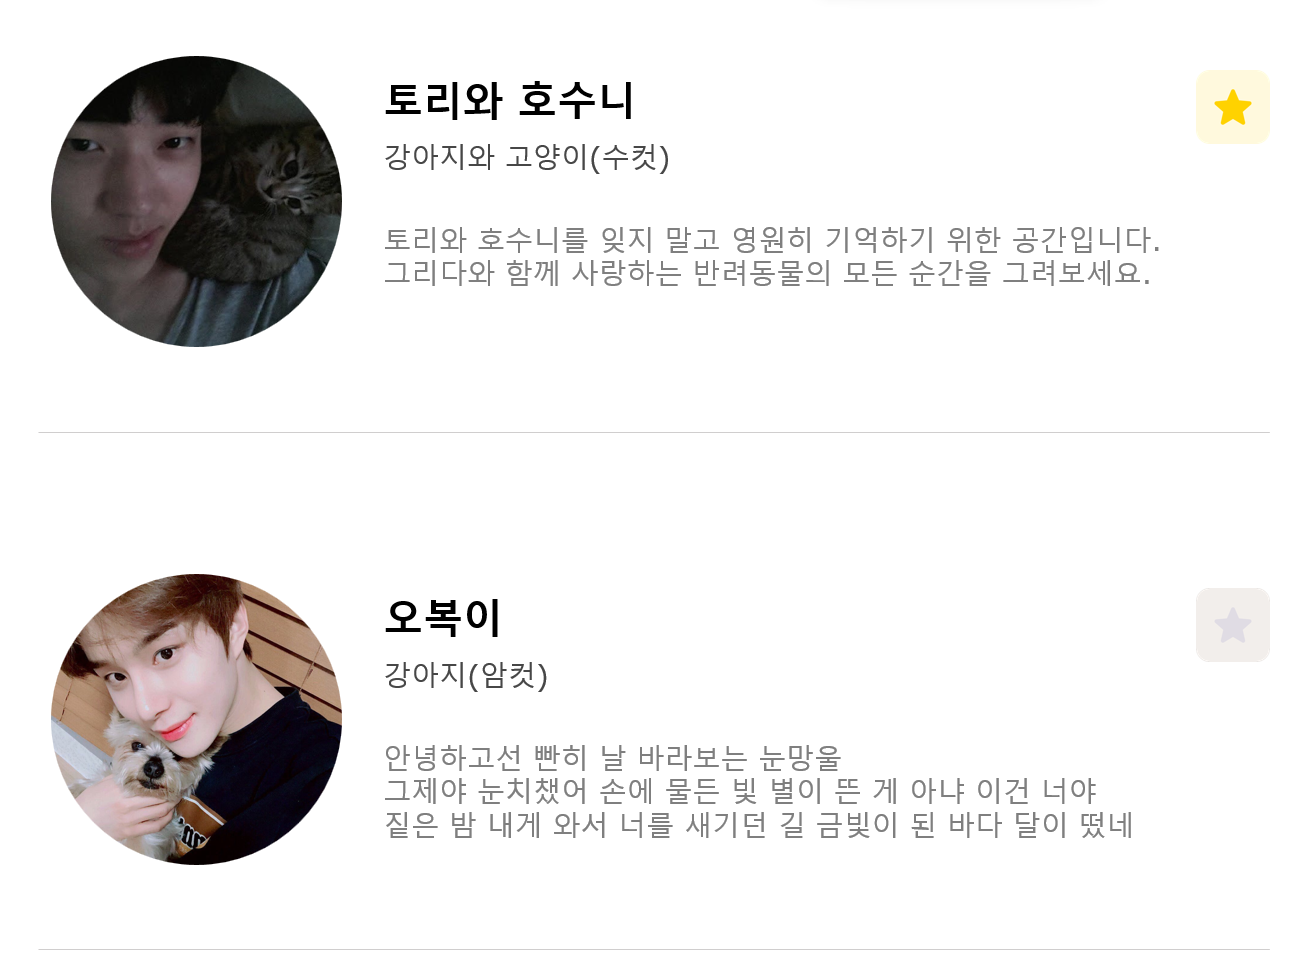 토리와 호수니
강아지와 고양이(수컷)
토리와 호수니를 잊지 말고 영원히 기억하기 위한 공간입니다.
그리다와 함께 사랑하는 반려동물의 모든 순간을 그려보세요.
오복이
강아지(암컷)
안녕하고선 빤히 날 바라보는 눈망울
그제야 눈치챘어 손에 물든 빛 별이 뜬 게 아냐 이건 너야
짙은 밤 내게 와서 너를 새기던 길 금빛이 된 바다 달이 떴네